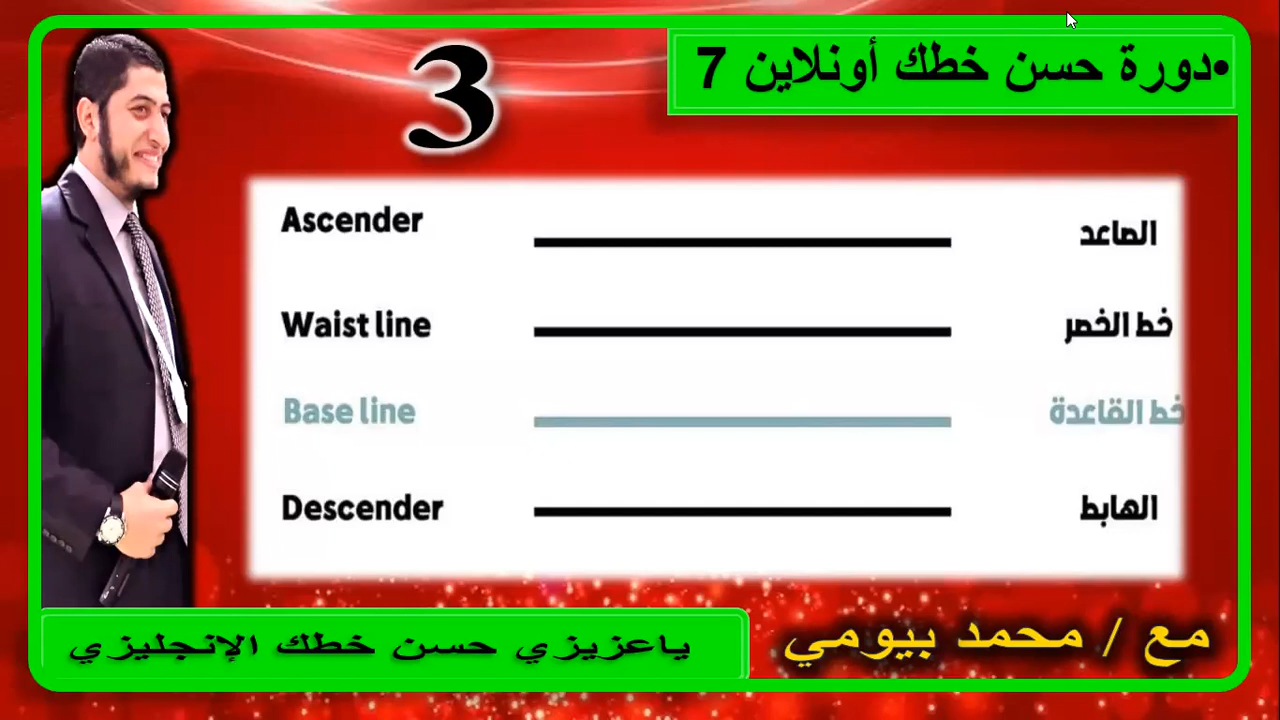 •دورة حسن خطك أونلاين 7
3
Ascender الصاعد
Waist line خط الخصر
Base line خط القاعدة
Descender الهابط
ياعزيزي حسن خطك الإنجليزي
مع / محمد بيومي